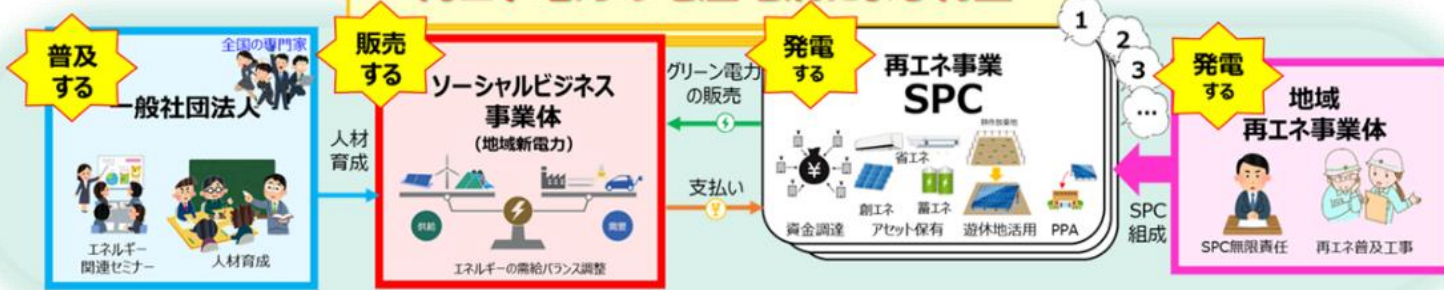 普及
する
全国の専門家
一般社団法人
エネルギー
関連セミナー
人材育成
人材
育成
販売
する
ソーシャルビジネス
事業体
(地域新電力)
供給
需要
エネルギーの需給バランス調整
グリーン電力
の販売
支払い
発電
する
再エネ事業
SPC
省エネ
創エネ
蓄エネ
耕作放棄地
資金調達
アセット保有
遊休地活用
PPA
1
2
3
...
SPC
組成
発電
する
地域
再エネ事業体
SPC無限責任
再エネ普及工事